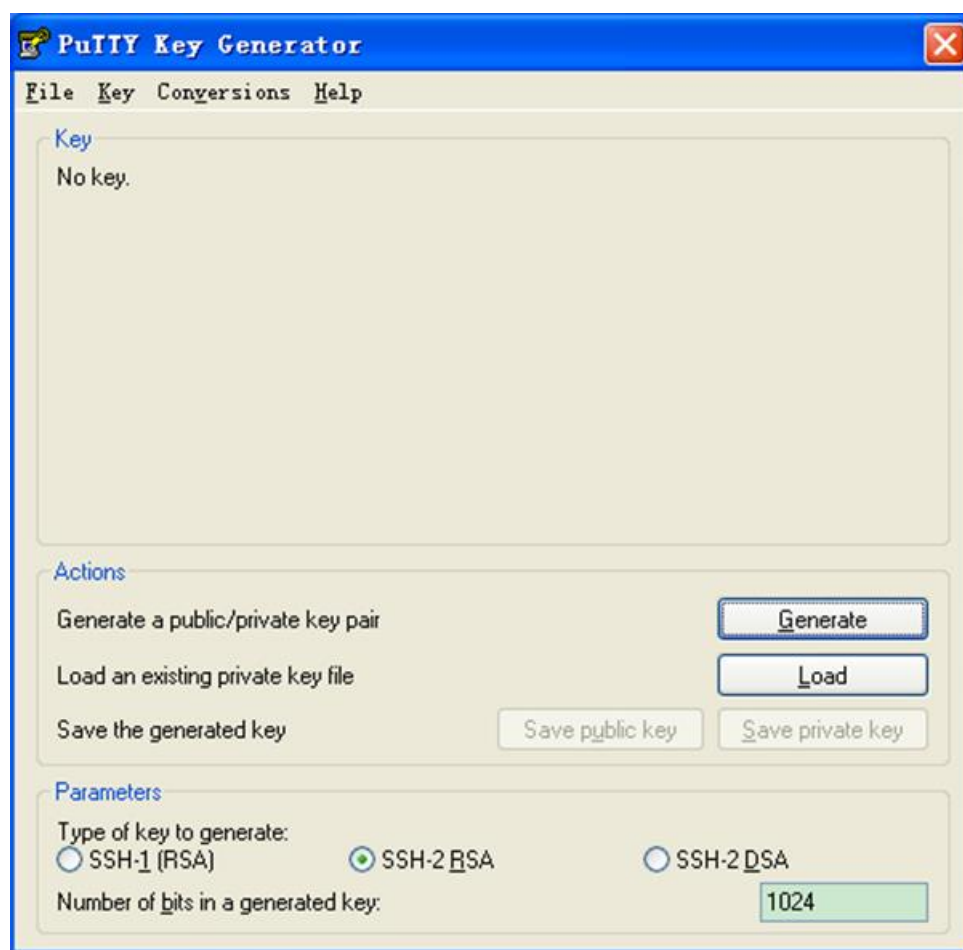 PuTTY Key Generator
File Key Conversions Help
Key
No key.
Actions
Generate a public/private key pair
Generate
Load an existing private key file
Load
Save the generated key
Save public key
Save private key
Parameters
Type of key to generate:
SSH-1 (RSA)
SSH-2 RSA
SSH-2 DSA
Number of bits in a generated key:
1024